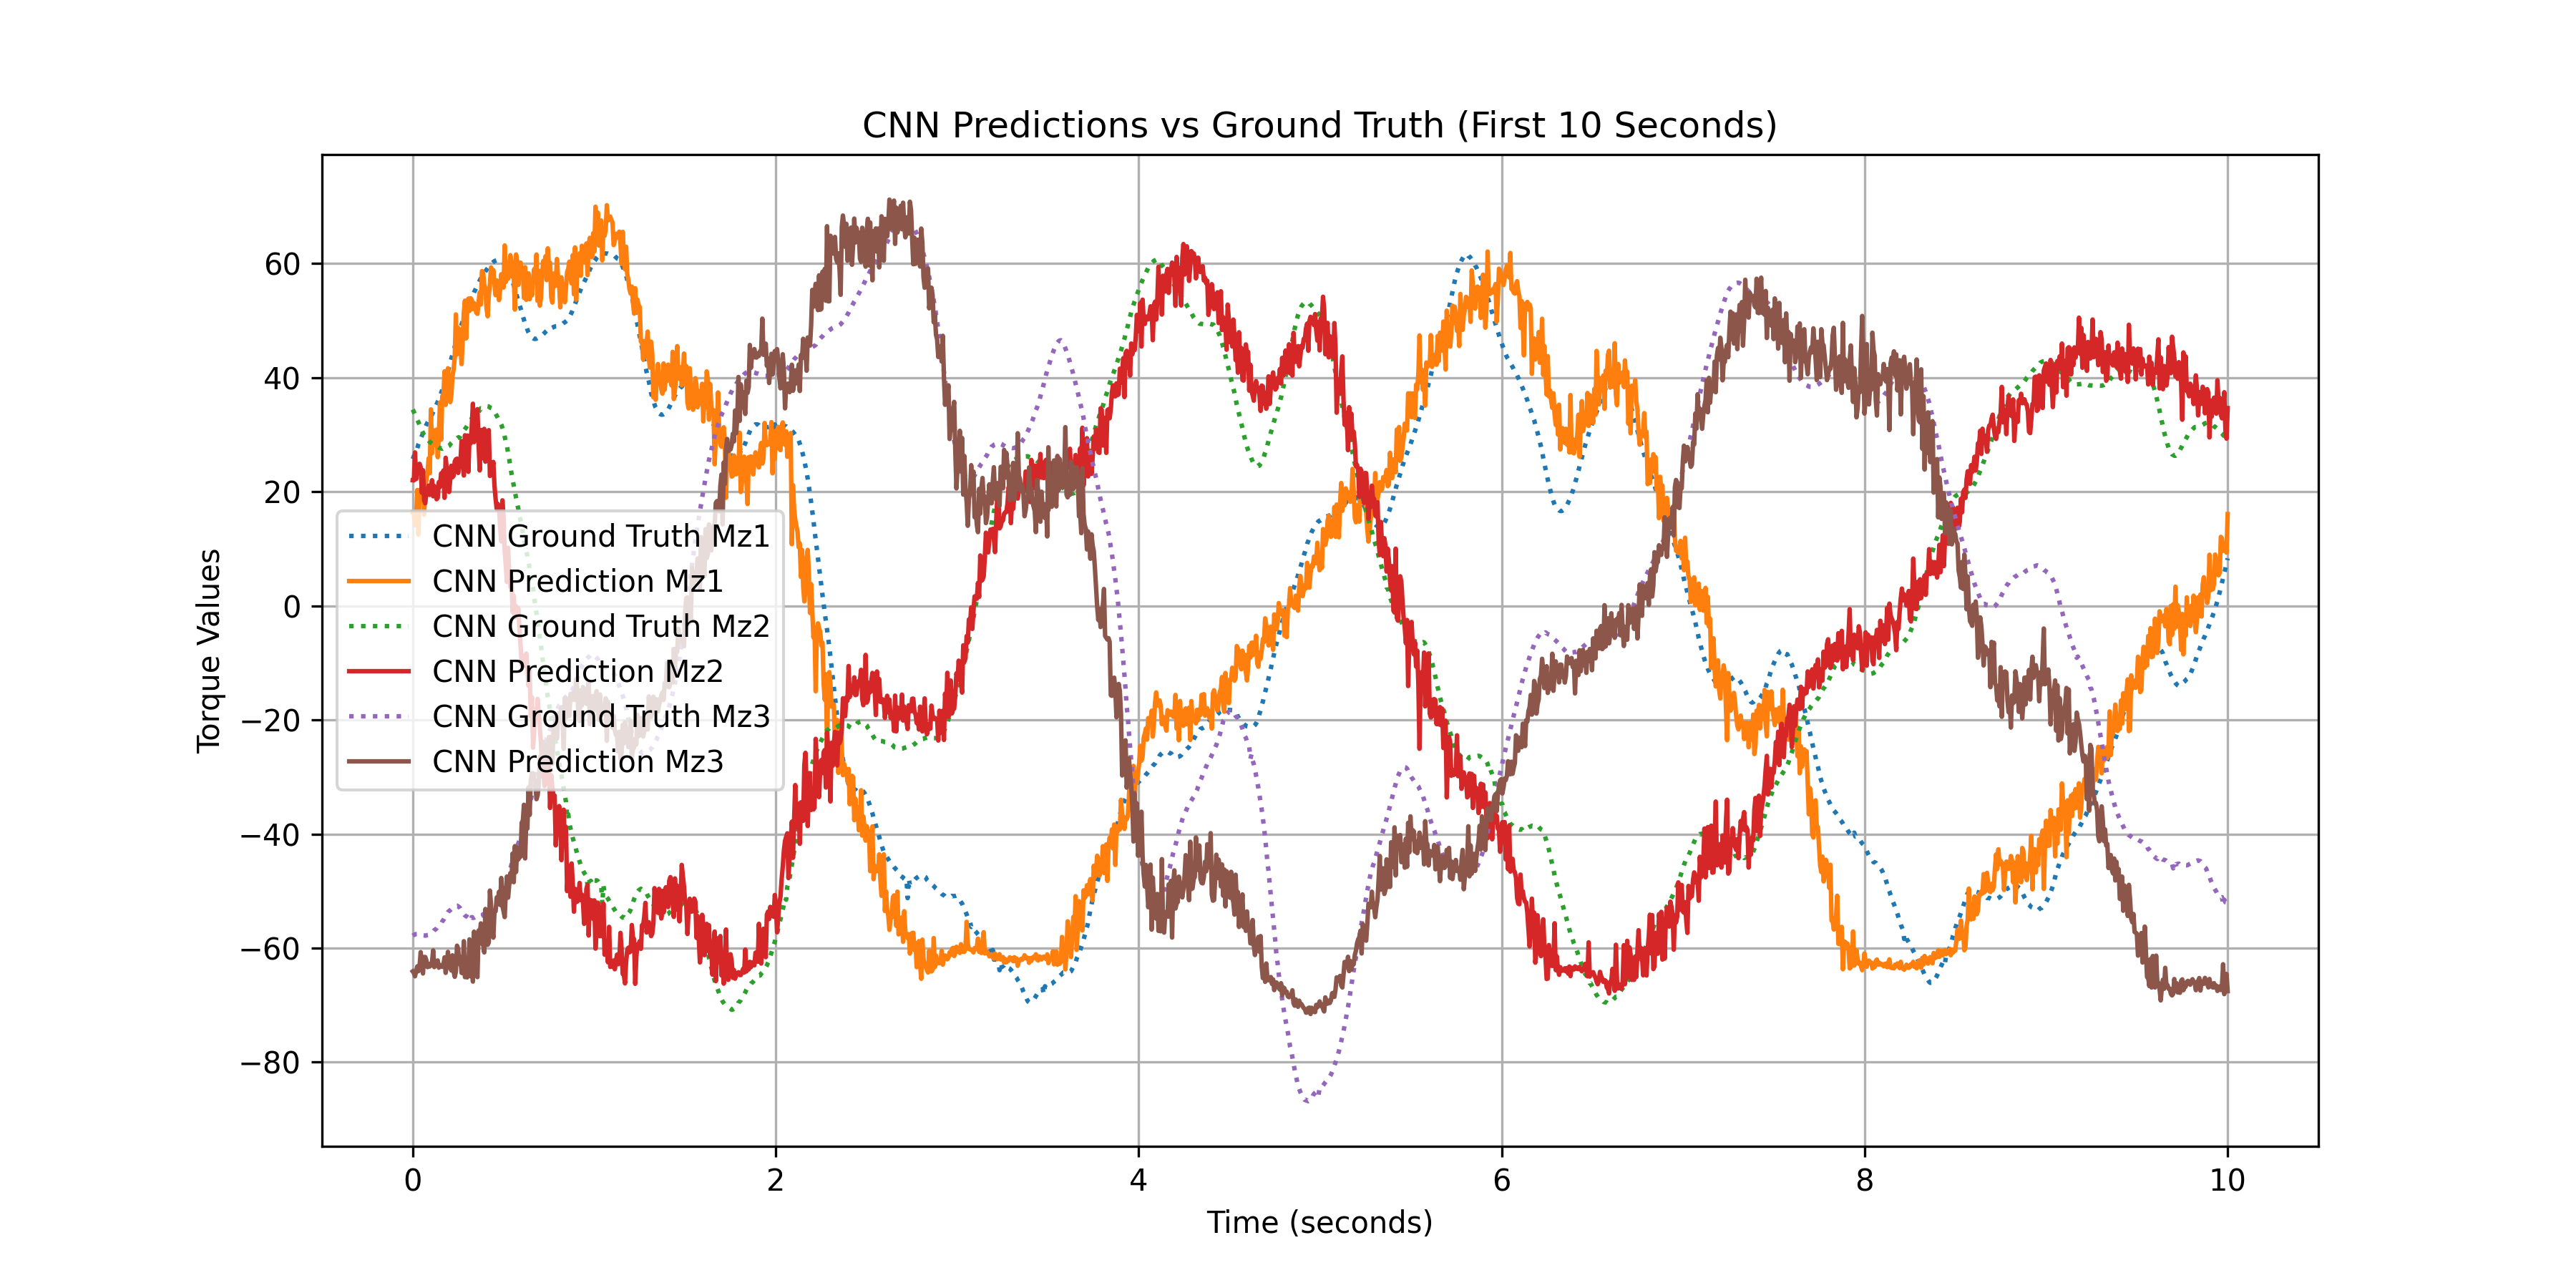 CNN Predictions vs Ground Truth (First 10 Seconds)
Torque Values
60
40
20
0
−20
−40
−60
−80
CNN Ground Truth Mz1
CNN Prediction Mz1
CNN Ground Truth Mz2
CNN Prediction Mz2
CNN Ground Truth Mz3
CNN Prediction Mz3
0 2 4 6 8 10
Time (seconds)